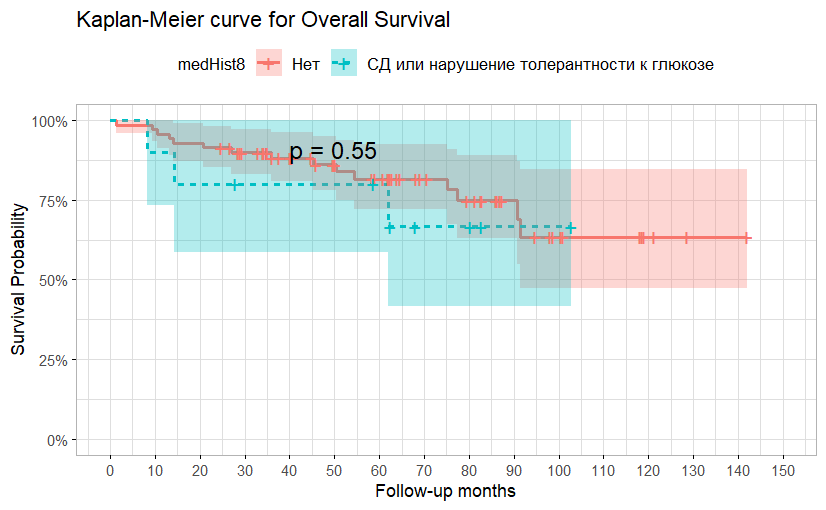 Kaplan-Meier curve for Overall Survival
medHist8 Нет СД или нарушение толерантности к глюкозе
100%
p = 0.55
75%
50%
25%
0%
Survival Probability
0 10 20 30 40 50 60 70 80 90 100 110 120 130 140 150
Follow-up months